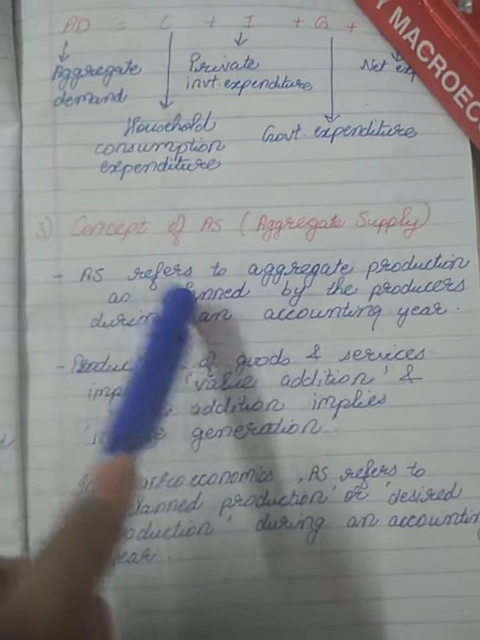 AD = C + I + G +
Aggregate demand
Private invt. expenditure
Net exp
Household consumption expenditure
Govt. expenditure
3) Concept of AS (Aggregate Supply)
- AS refers to aggregate production
as by the producers
an accounting year.
- of goods & services
'value addition' &
addition implies
generation.
economics, AS refers to
planned production' or 'desired
production' during an accountin
year.
MACROEC